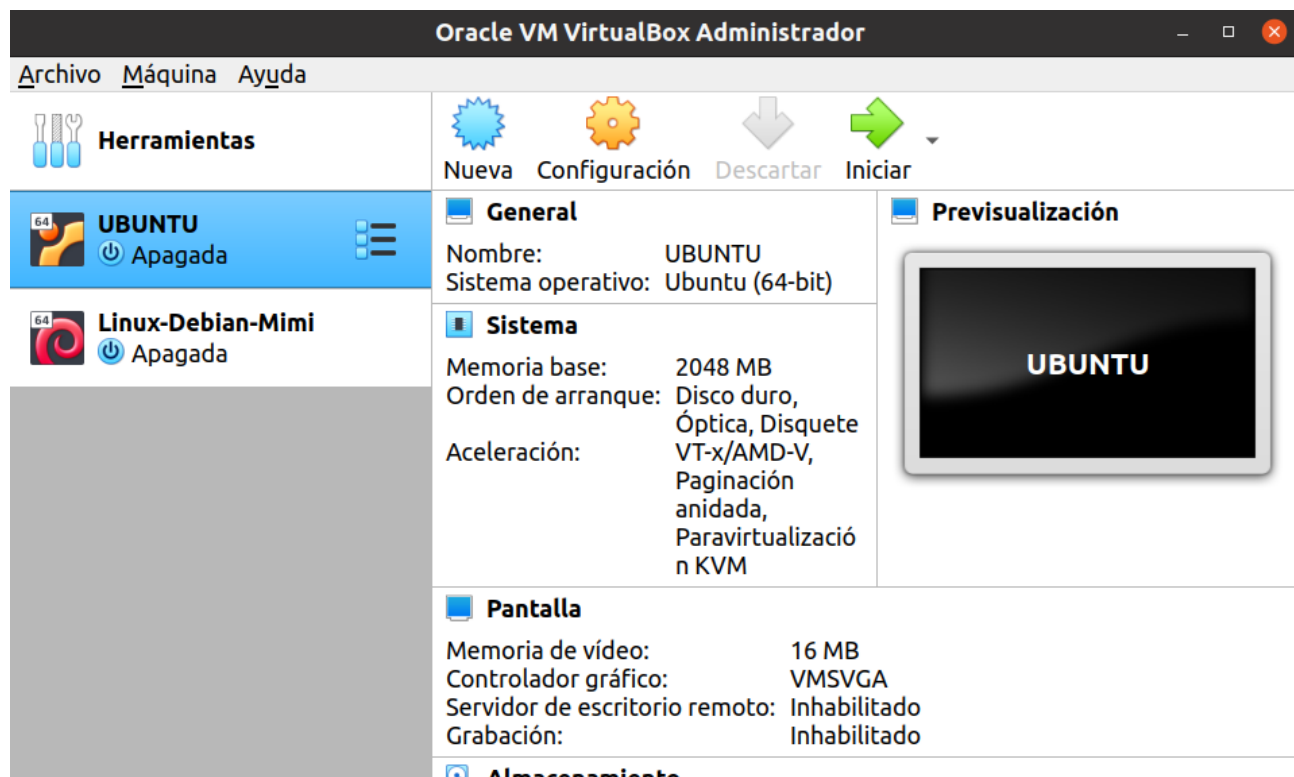 Oracle VM VirtualBox Administrador
Archivo Máquina Ayuda
Herramientas
Nueva Configuración Descartar Iniciar
64
UBUNTU
Apagada
64
Linux-Debian-Mimi
Apagada
General
Nombre: UBUNTU
Sistema operativo: Ubuntu (64-bit)
Sistema
Memoria base: 2048 MB
Orden de arranque: Disco duro,
Óptica, Disquete
Aceleración: VT-x/AMD-V,
Paginación
anidada,
Paravirtualizació
n KVM
Previsualización
UBUNTU
Pantalla
Memoria de vídeo: 16 MB
Controlador gráfico: VMSVGA
Servidor de escritorio remoto: Inhabilitado
Grabación: Inhabilitado
Almacenamiento